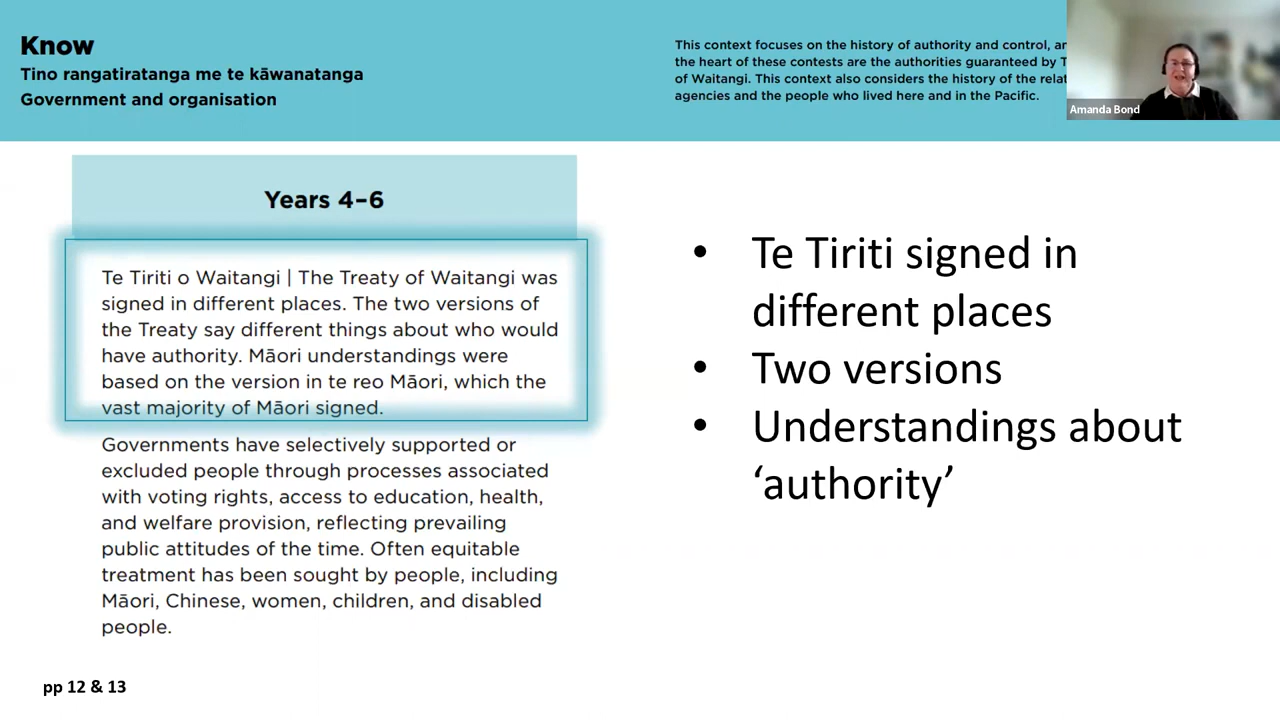 Know
Tino rangatiratanga me te kāwanatanga
Government and organisation
This context focuses on the history of authority and control, an
the heart of these contests are the authorities guaranteed by T
of Waitangi. This context also considers the history of the relat
agencies and the people who lived here and in the Pacific.
Amanda Bond
Years 4–6
Te Tiriti o Waitangi | The Treaty of Waitangi was
signed in different places. The two versions of
the Treaty say different things about who would
have authority. Māori understandings were
based on the version in te reo Māori, which the
vast majority of Māori signed.
Governments have selectively supported or
excluded people through processes associated
with voting rights, access to education, health,
and welfare provision, reflecting prevailing
public attitudes of the time. Often equitable
treatment has been sought by people, including
Māori, Chinese, women, children, and disabled
people.
• Te Tiriti signed in
different places
• Two versions
• Understandings about
‘authority’
pp 12 & 13